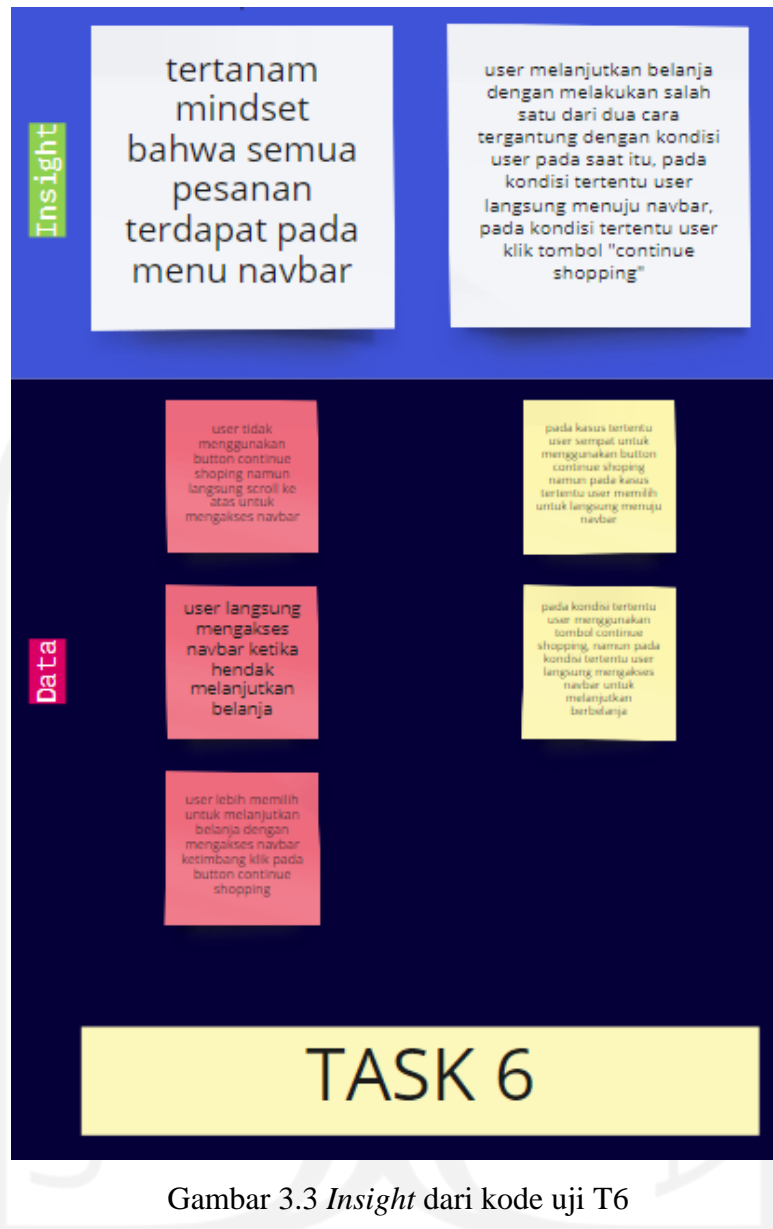 Insight
tertanam
mindset
bahwa semua
pesanan
terdapat pada
menu navbar
user melanjutkan belanja
dengan melakukan salah
satu dari dua cara
tergantung dengan kondisi
user pada saat itu, pada
kondisi tertentu user
langsung menuju navbar,
pada kondisi tertentu user
klik tombol "continue
shopping"
Data
user tidak
menggunakan
button continue
shoping namun
langsung scroll ke
atas untuk
mengakses navbar
user langsung
mengakses
navbar ketika
hendak
melanjutkan
belanja
user lebih memilih
untuk melanjutkan
belanja dengan
mengakses navbar
ketimbang klik pada
button continue
shopping
pada kasus tertentu
user sempat untuk
menggunakan button
continue shoping
namun pada kasus
tertentu user memilih
untuk langsung menuju
navbar
pada kondisi tertentu
user menggunakan
tombol continue
shopping, namun pada
kondisi tertentu user
langsung mengakses
navbar untuk
melanjutkan
berbelanja
TASK 6
Gambar 3.3 Insight dari kode uji T6